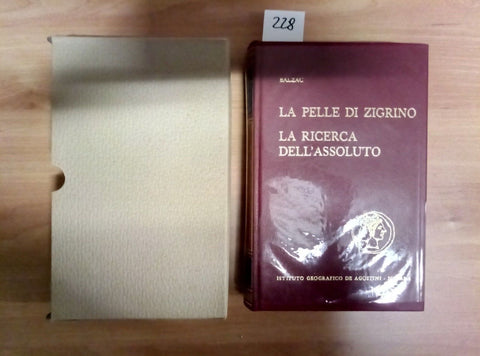 228
BALZAC
LA PELLE DI ZIGRINO
LA RICERCA
DELL'ASSOLUTO
ISTITUTO GEOGRAFICO DE AGOSTINI -